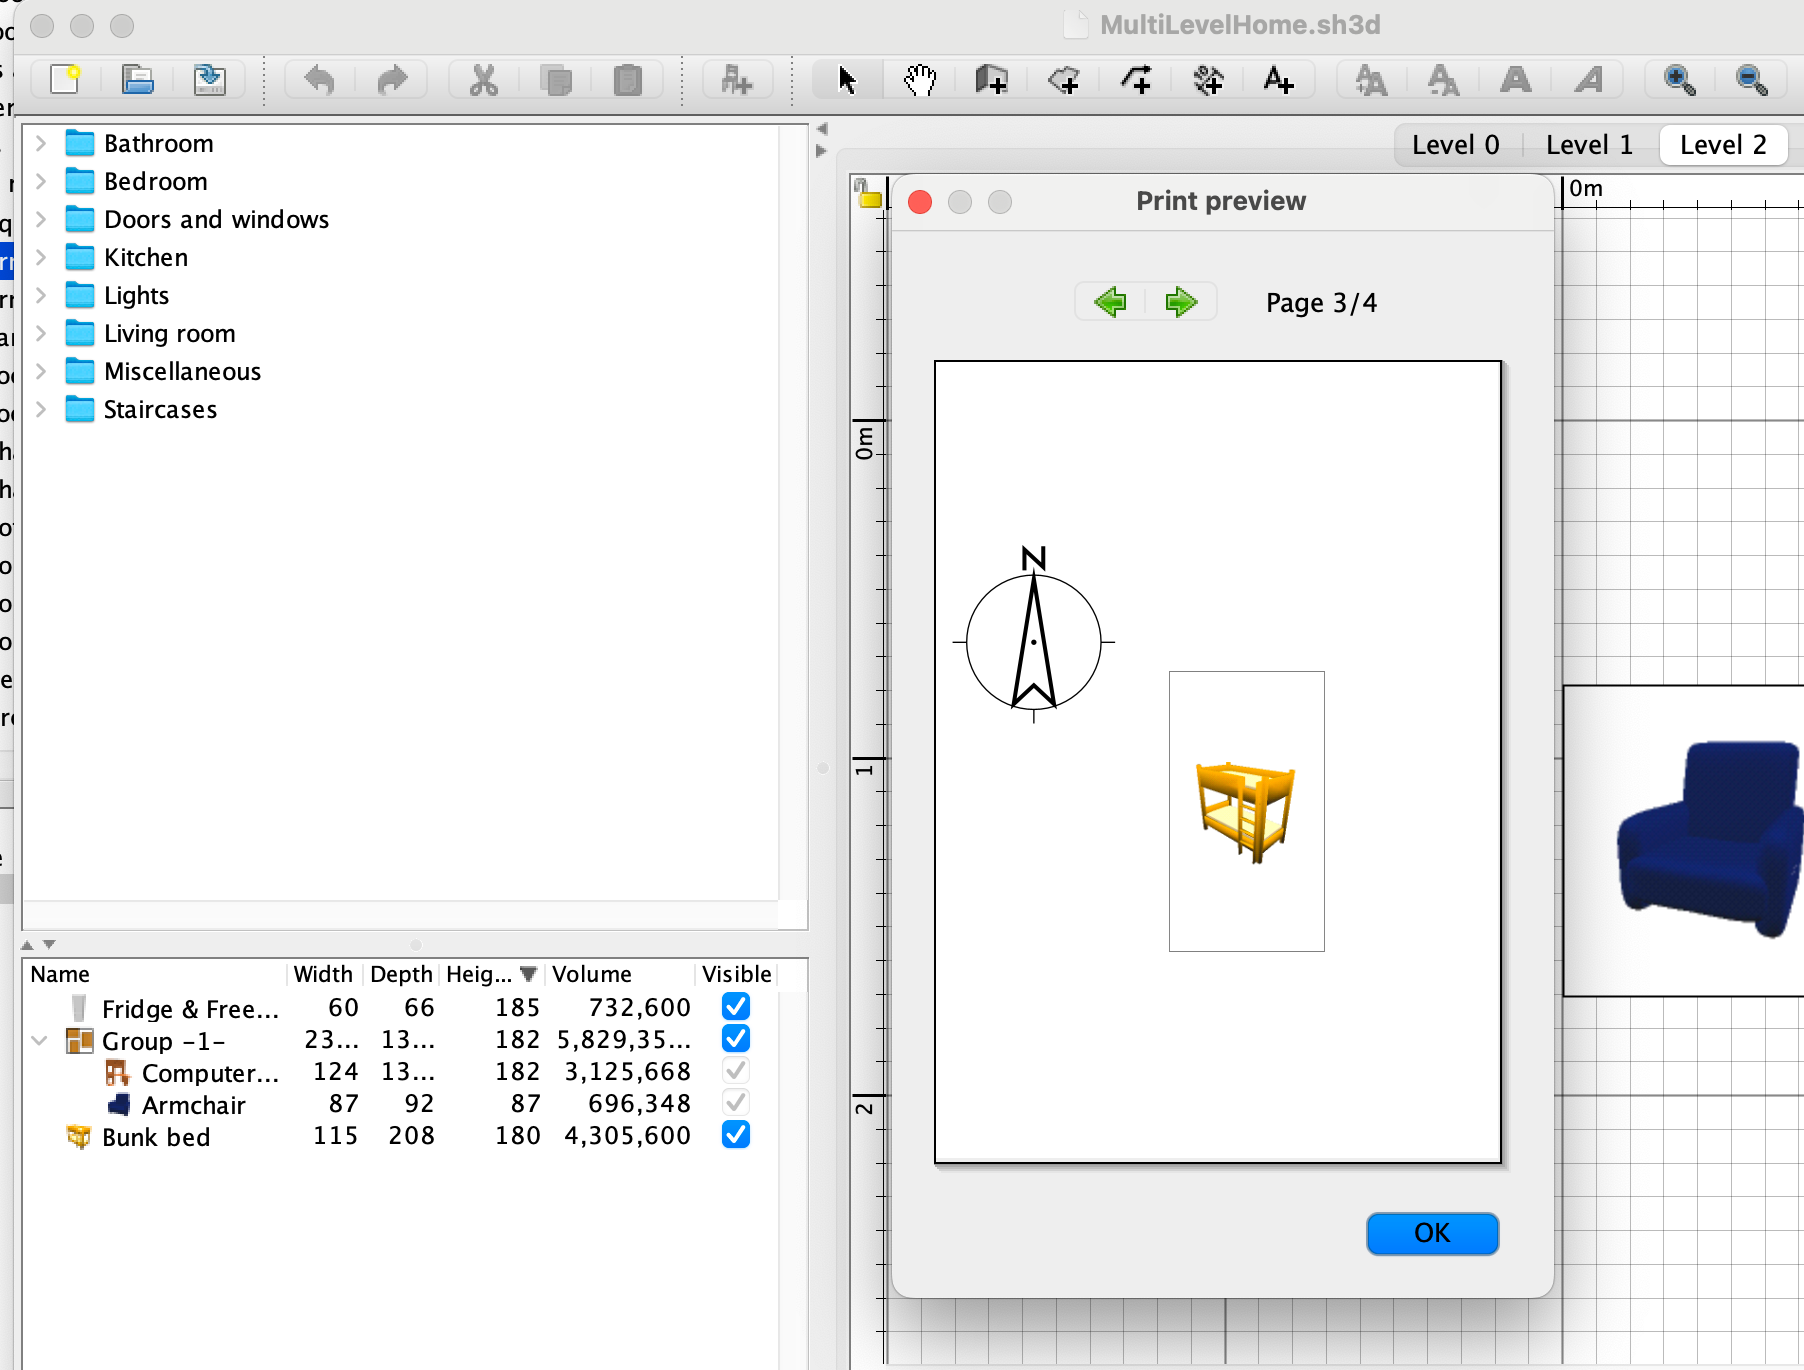 MultiLevelHome.sh3d
Bathroom
Bedroom
Doors and windows
Kitchen
Lights
Living room
Miscellaneous
Staircases
Level 0
Level 1
Level 2
0m
0m
1
2
Print preview
Page 3/4
N
OK
Name Width Depth Heig... Volume Visible
Fridge & Free... 60 66 185 732,600
Group -1- 23... 13... 182 5,829,35...
Computer... 124 13... 182 3,125,668
Armchair 87 92 87 696,348
Bunk bed 115 208 180 4,305,600